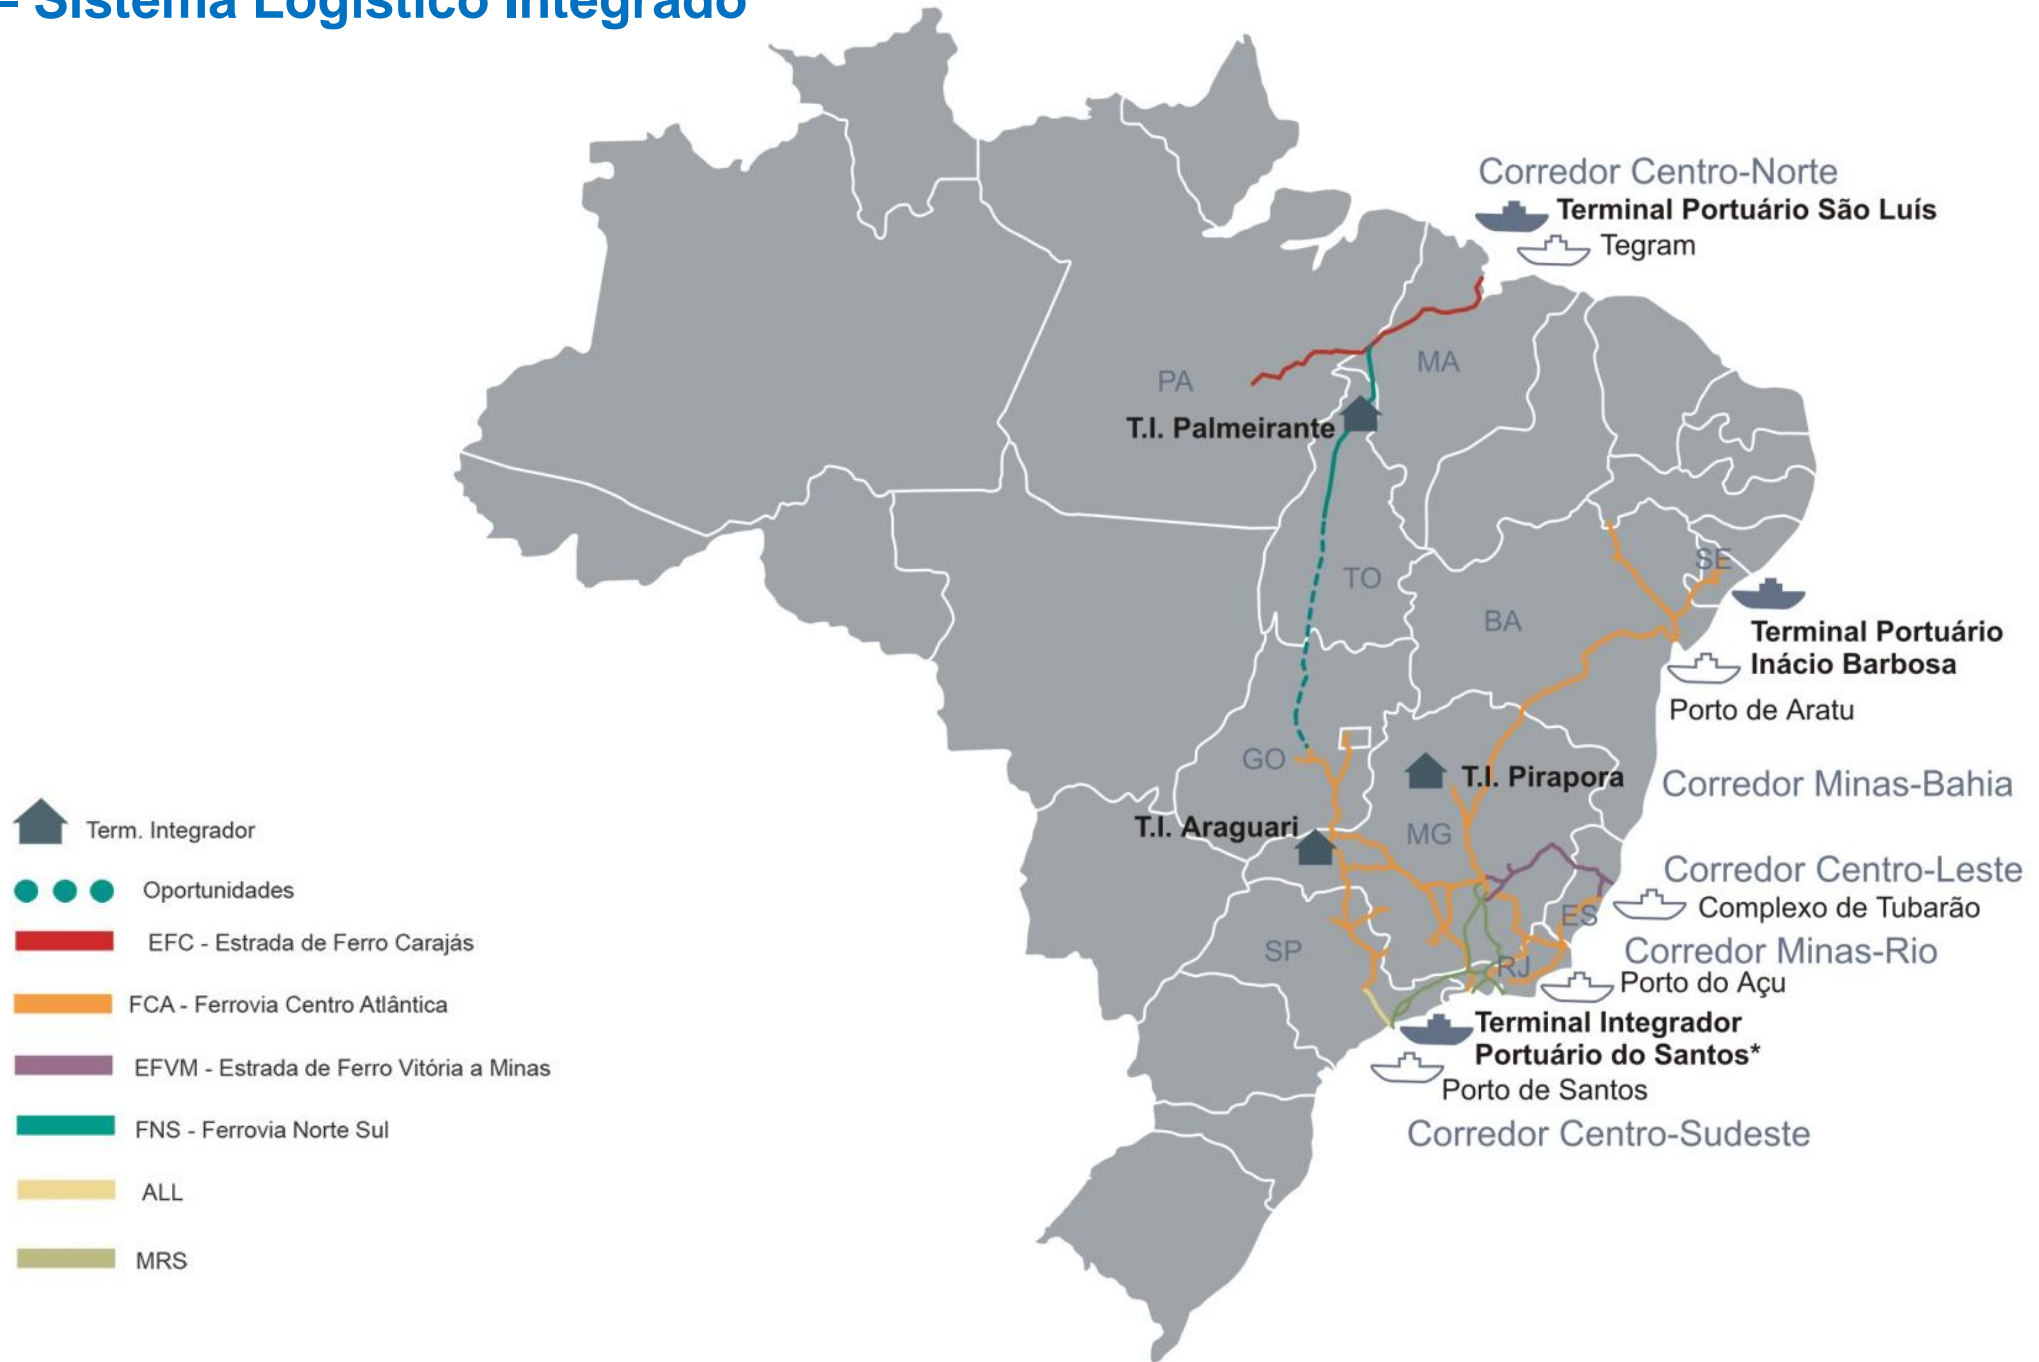 – Sistema Logístico Integrado
Corredor Centro-Norte
Terminal Portuário São Luís
Tegram
PA
MA
T.I. Palmeirante
TO
BA
SE
Terminal Portuário
Inácio Barbosa
Porto de Aratu
GO
T.I. Pirapora
Corredor Minas-Bahia
T.I. Araguari
MG
Corredor Centro-Leste
Complexo de Tubarão
ES
SP
Corredor Minas-Rio
RJ
Porto do Açu
Terminal Integrador
Portuário do Santos*
Porto de Santos
Corredor Centro-Sudeste
Term. Integrador
Oportunidades
EFC - Estrada de Ferro Carajás
FCA - Ferrovia Centro Atlântica
EFVM - Estrada de Ferro Vitória a Minas
FNS - Ferrovia Norte Sul
ALL
MRS